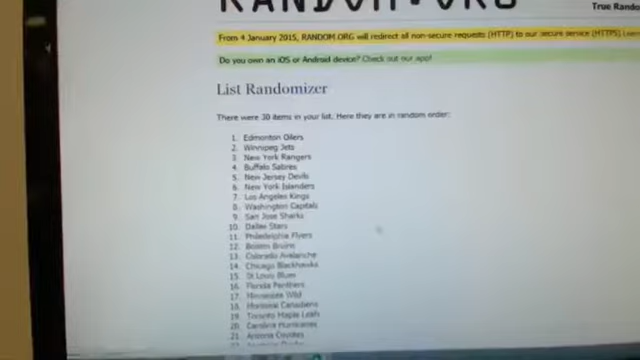 RANDOM.ORG
True Rando
From 4 January 2015, RANDOM.ORG will redirect all non-secure requests (HTTP) to our secure service (HTTPS)
Do you own an iOS or Android device? Check out our app!
List Randomizer
There were 30 items in your list. Here they are in random order:
1. Edmonton Oilers
2. Winnipeg Jets
3. New York Rangers
4. Buffalo Sabres
5. New Jersey Devils
6. New York Islanders
7. Los Angeles Kings
8. Washington Capitals
9. San Jose Sharks
10. Dallas Stars
11. Philadelphia Flyers
12. Boston Bruins
13. Colorado Avalanche
14. Chicago Blackhawks
15. St Louis Blues
16. Florida Panthers
17. Minnesota Wild
18. Montreal Canadiens
19. Toronto Maple Leafs
20. Carolina Hurricanes
21. Arizona Coyotes